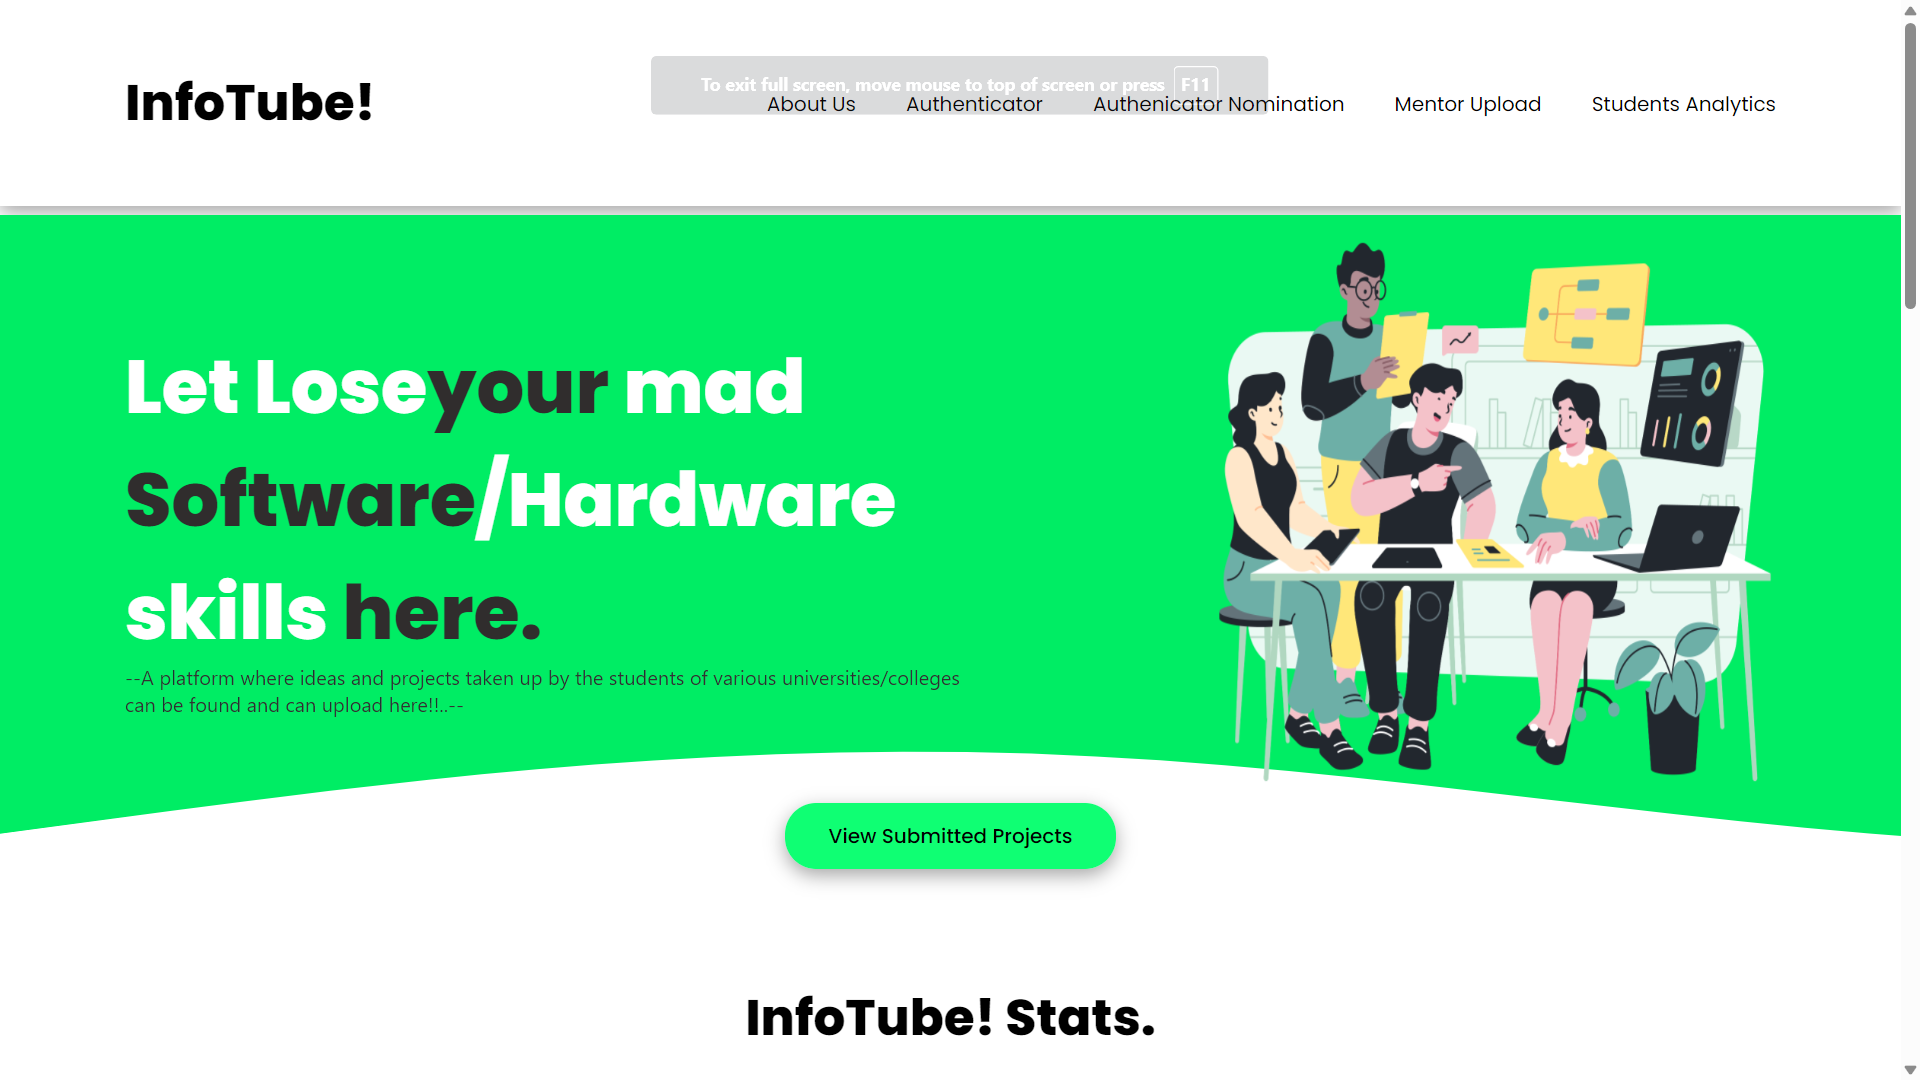 To exit full screen, move mouse to top of screen or press F11
InfoTube!
About Us Authenticator Authenicator Nomination Mentor Upload Students Analytics
Let Loseyour mad
Software/Hardware
skills here.
--A platform where ideas and projects taken up by the students of various universities/colleges
can be found and can upload here!!..--
View Submitted Projects
InfoTube! Stats.